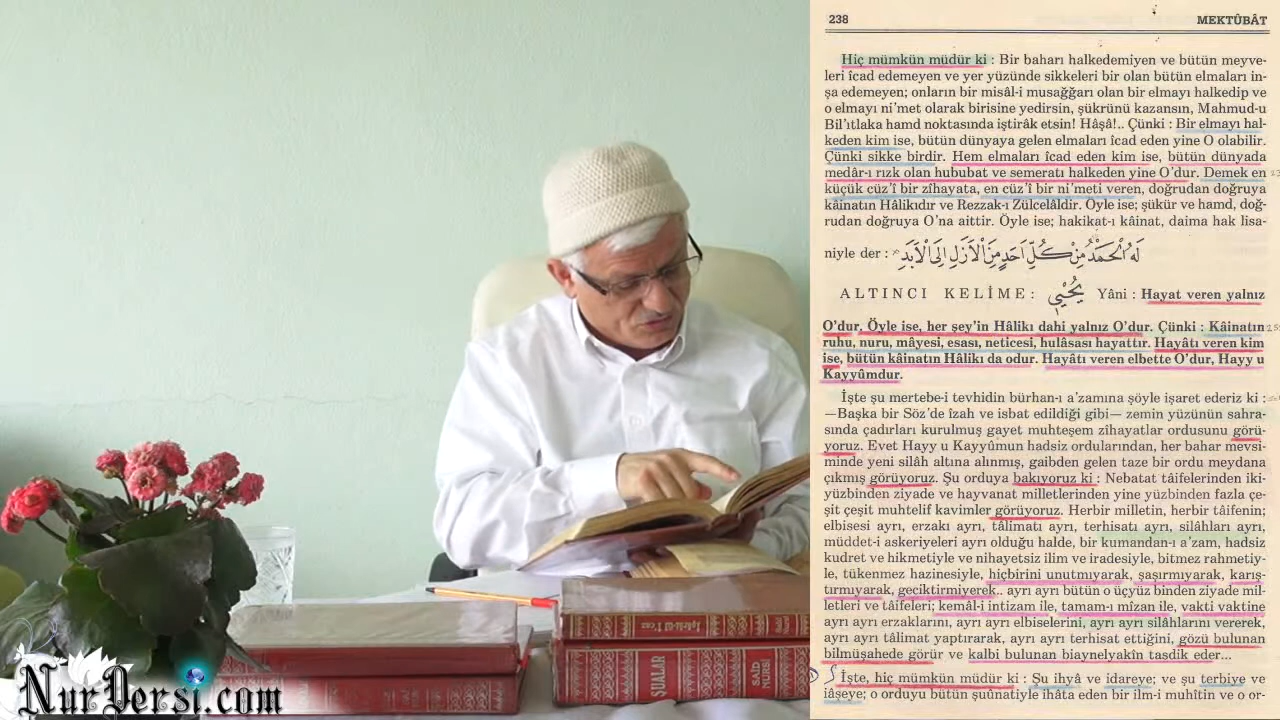 238
MEKTÛBÂT
Hiç mümkün müdür ki : Bir baharı halkedemiyen ve bütün meyve-
leri îcad edemeyen ve yer yüzünde sikkeleri bir olan bütün elmaları in-
şa edemeyen; onların bir misâl-i musağğarı olan bir elmayı halkedip ve
o elmayı ni'met olarak birisine yedirsin, şükrünü kazansın, Mahmud-u
Bil'ıtlaka hamd noktasında iştirâk etsin! Hâşâ!.. Çünki : Bir elmayı hal-
keden kim ise, bütün dünyaya gelen elmaları îcad eden yine O olabilir.
Çünki sikke birdir. Hem elmaları îcad eden kim ise, bütün dünyada
medâr-ı rızk olan hububat ve semeratı halkeden yine O'dur. Demek en
küçük cüz'î bir zîhayata, en cüz'î bir ni'meti veren, doğrudan doğruya
kâinatın Hâlikıdır ve Rezzak-ı Zülcelâldir. Öyle ise; şükür ve hamd, doğ-
rudan doğruya O'na aittir. Öyle ise; hakikat-ı kâinat, daima hak lisa-
niyle der : لَهُ الْحَمْدُ مِنْ كُلِّ اَحَدٍ مِنَ الْاَزَلِ اِلَى الْاَبَدِ
ALTINCI KELİME : يُحْيِي Yâni : Hayat veren yalnız
O'dur. Öyle ise, her şey'in Hâlikı dahi yalnız O'dur. Çünki : Kâinatın
ruhu, nuru, mâyesi, esası, neticesi, hulâsası hayattır. Hayâtı veren kim
ise, bütün kâinatın Hâlikı da odur. Hayâtı veren elbette O'dur, Hayy u
Kayyûmdur.
İşte şu mertebe-i tevhidin bürhan-ı a'zamına şöyle işaret ederiz ki :
—Başka bir Söz'de îzah ve isbat edildiği gibi— zemin yüzünün sahra-
sında çadırları kurulmuş gayet muhteşem zîhayatlar ordusunu görü-
yoruz. Evet Hayy u Kayyûmun hadsiz ordularından, her bahar mevsi-
minde yeni silâh altına alınmış, gaibden gelen taze bir ordu meydana
çıkmış görüyoruz. Şu orduya bakıyoruz ki : Nebatat tâifelerinden iki-
yüzbinden ziyade ve hayvanat milletlerinden yine yüzbinden fazla çe-
şit çeşit muhtelif kavimler görüyoruz. Herbir milletin, herbir tâifenin;
elbisesi ayrı, erzakı ayrı, tâlimatı ayrı, terhisatı ayrı, silâhları ayrı,
müddet-i askeriyeleri ayrı olduğu halde, bir kumandan-ı a'zam, hadsiz
kudret ve hikmetiyle ve nihayetsiz ilim ve iradesiyle, bitmez rahmetiy-
le, tükenmez hazinesiyle, hiçbirini unutmıyarak, şaşırmıyarak, karış-
tırmıyarak, geciktirmiyerek.. ayrı ayrı bütün o üçyüz binden ziyade mil-
letleri ve tâifeleri; kemâl-i intizam ile, tamam-ı mîzan ile, vakti vaktine
ayrı ayrı erzaklarını, ayrı ayrı elbiselerini, ayrı ayrı silâhlarını vererek,
ayrı ayrı tâlimat yaptırarak, ayrı ayrı terhisat ettiğini, gözü bulunan
bilmüşahede görür ve kalbi bulunan biaynelyakîn tasdik eder...
İşte, hiç mümkün müdür ki : Şu ihyâ ve idareye; ve şu terbiye ve
iâşeye; o orduyu bütün şuûnatiyle ihâta eden bir ilm-i muhîtin ve o or-
ŞUALAR
SAİD
NURSİ
NurDersi.com